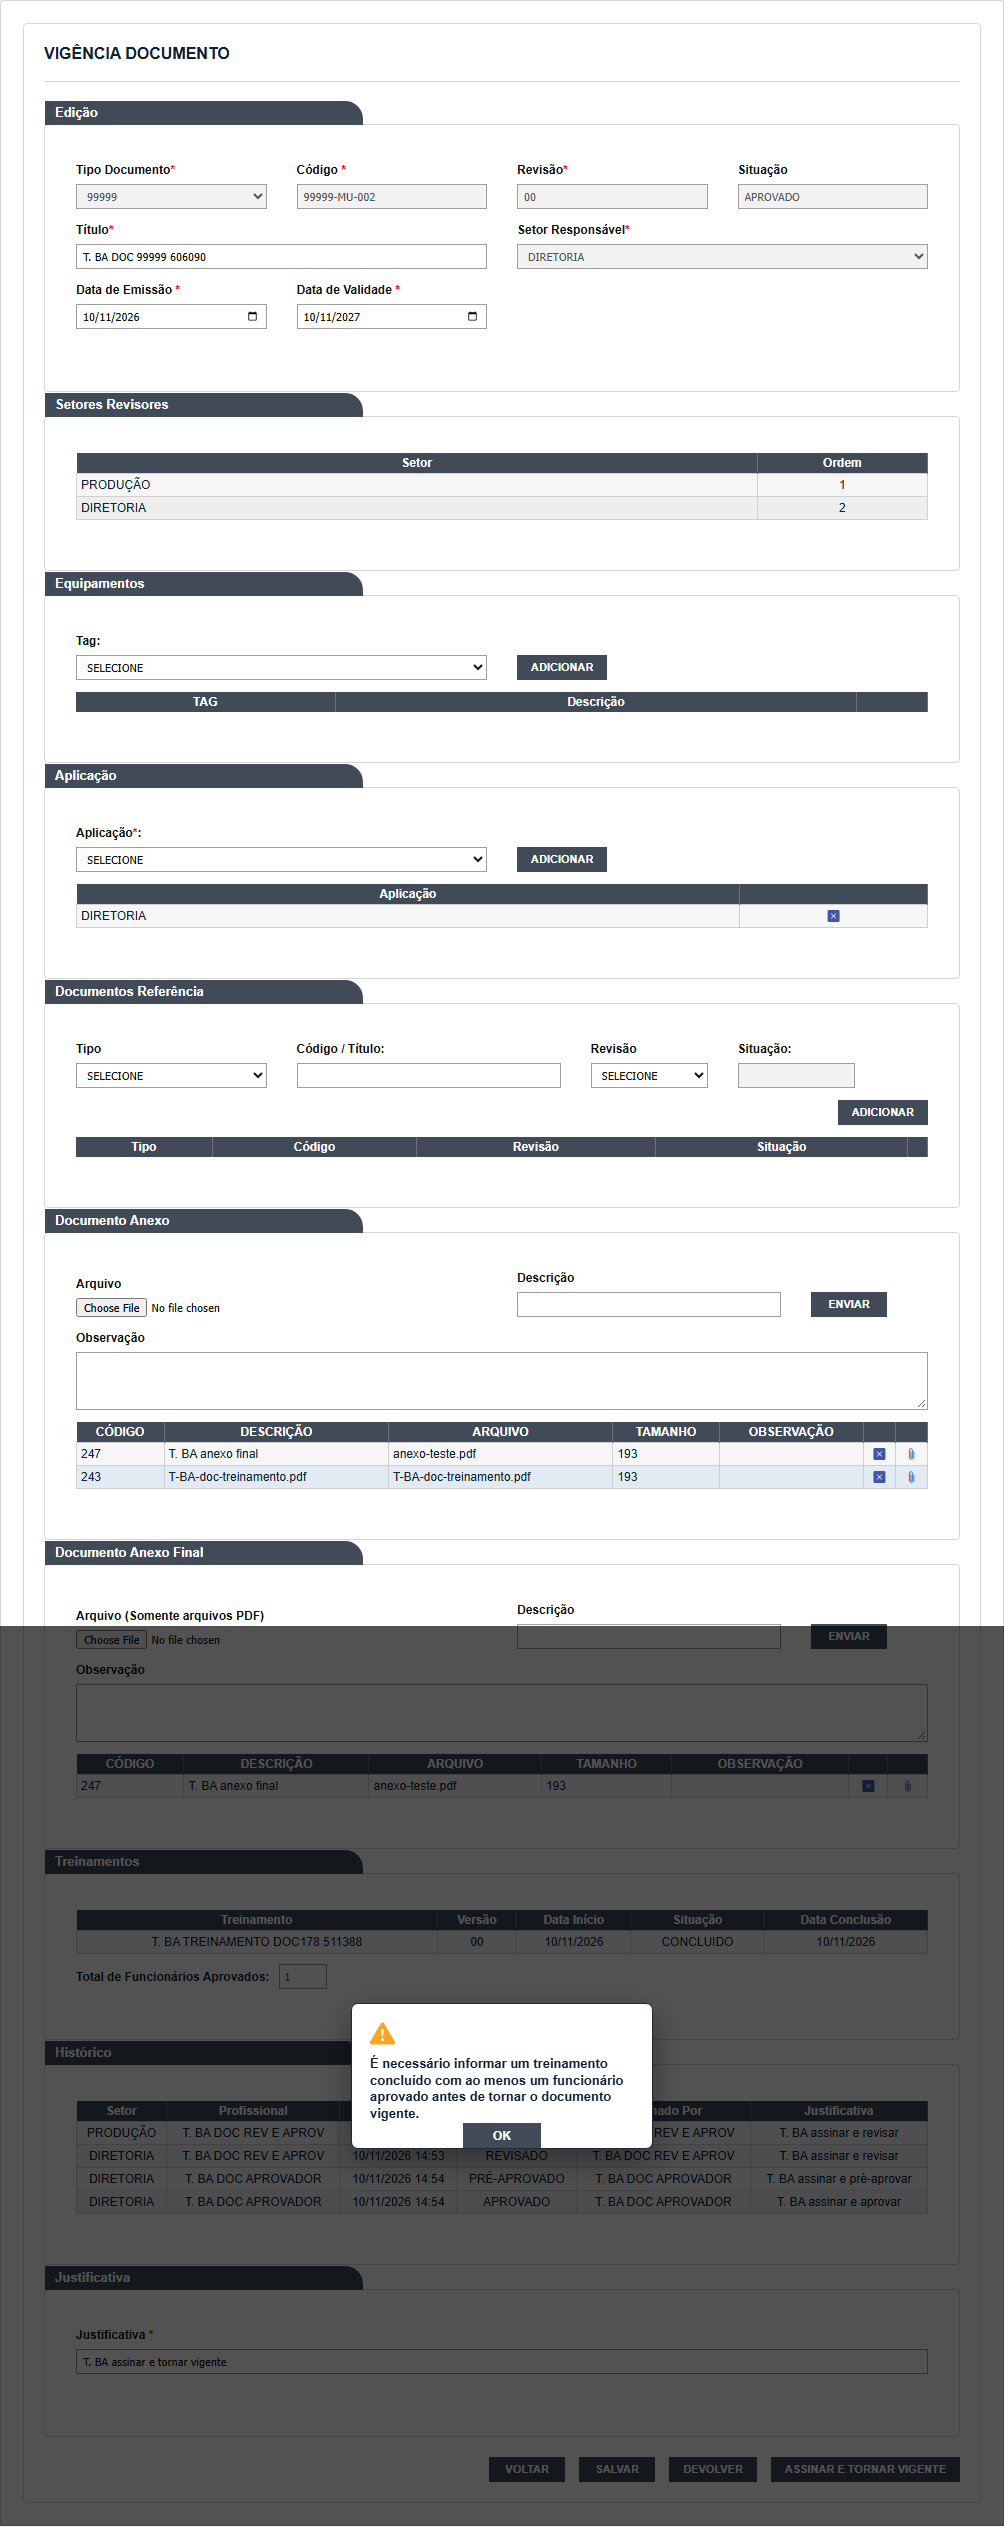 VIGÊNCIA DOCUMENTO
Edição
Tipo Documento* Código * Revisão* Situação
99999 99999-MU-002 00 APROVADO
Título* Setor Responsável*
T. BA DOC 99999 606090 DIRETORIA
Data de Emissão * Data de Validade *
10/11/2026 10/11/2027
Setores Revisores
Setor Ordem
PRODUÇÃO 1
DIRETORIA 2
Equipamentos
Tag:
SELECIONE ADICIONAR
TAG Descrição
Aplicação
Aplicação*:
SELECIONE ADICIONAR
Aplicação
DIRETORIA
Documentos Referência
Tipo Código / Título: Revisão Situação:
SELECIONE SELECIONE
ADICIONAR
Tipo Código Revisão Situação
Documento Anexo
Arquivo Descrição
Choose File No file chosen ENVIAR
Observação
CÓDIGO DESCRIÇÃO ARQUIVO TAMANHO OBSERVAÇÃO
247 T. BA anexo final anexo-teste.pdf 193
243 T-BA-doc-treinamento.pdf T-BA-doc-treinamento.pdf 193
Documento Anexo Final
Arquivo (Somente arquivos PDF) Descrição
Choose File No file chosen ENVIAR
Observação
CÓDIGO DESCRIÇÃO ARQUIVO TAMANHO OBSERVAÇÃO
247 T. BA anexo final anexo-teste.pdf 193
Treinamentos
Treinamento Versão Data Início Situação Data Conclusão
T. BA TREINAMENTO DOC178 511388 00 10/11/2026 CONCLUIDO 10/11/2026
Total de Funcionários Aprovados: 1
É necessário informar um treinamento
concluído com ao menos um funcionário
aprovado antes de tornar o documento
vigente.
OK
Histórico
Setor Profissional nado Por Justificativa
PRODUÇÃO T. BA DOC REV E APROV C REV E APROV T. BA assinar e revisar
DIRETORIA T. BA DOC REV E APROV 10/11/2026 14:53 REVISADO T. BA DOC REV E APROV T. BA assinar e revisar
DIRETORIA T. BA DOC APROVADOR 10/11/2026 14:54 PRÉ-APROVADO T. BA DOC APROVADOR T. BA assinar e pré-aprovar
DIRETORIA T. BA DOC APROVADOR 10/11/2026 14:54 APROVADO T. BA DOC APROVADOR T. BA assinar e aprovar
Justificativa
Justificativa *
T. BA assinar e tornar vigente
VOLTAR SALVAR DEVOLVER ASSINAR E TORNAR VIGENTE